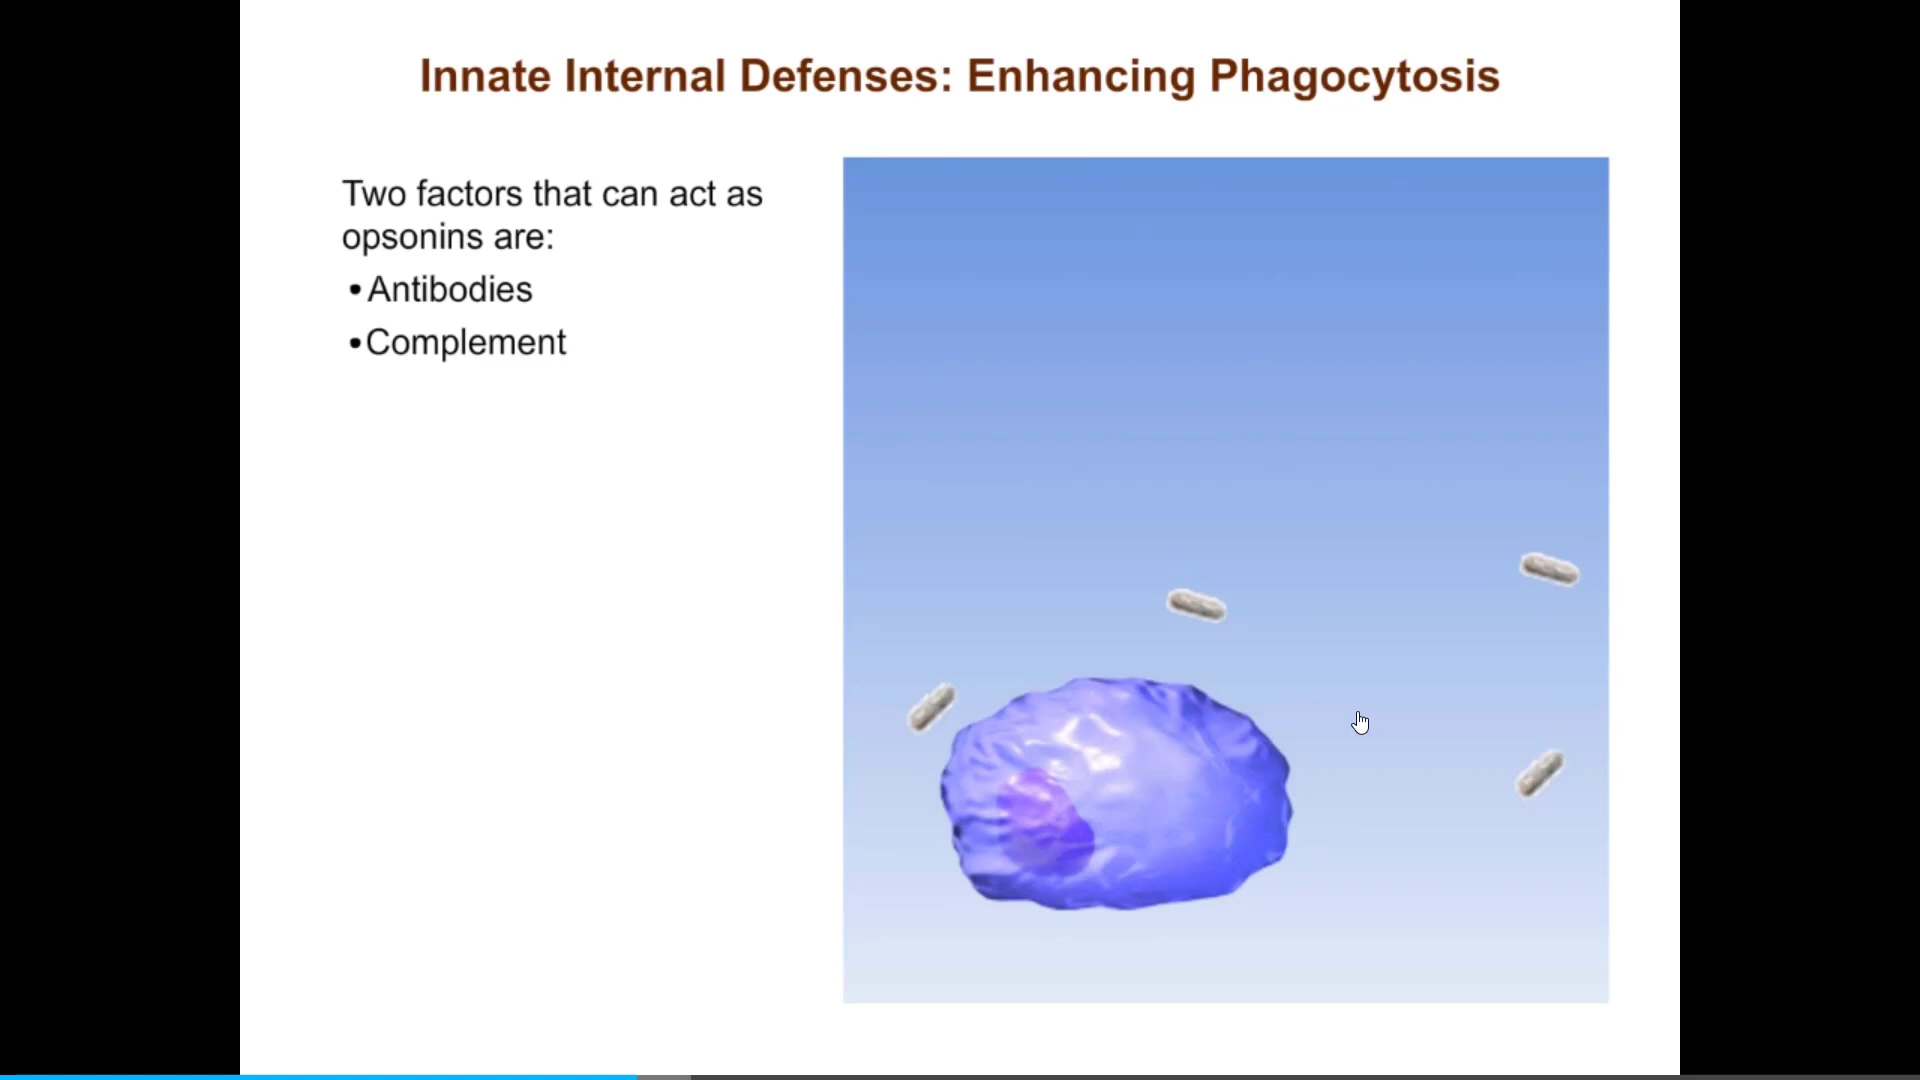 Innate Internal Defenses: Enhancing Phagocytosis
Two factors that can act as
opsonins are:
•Antibodies
•Complement